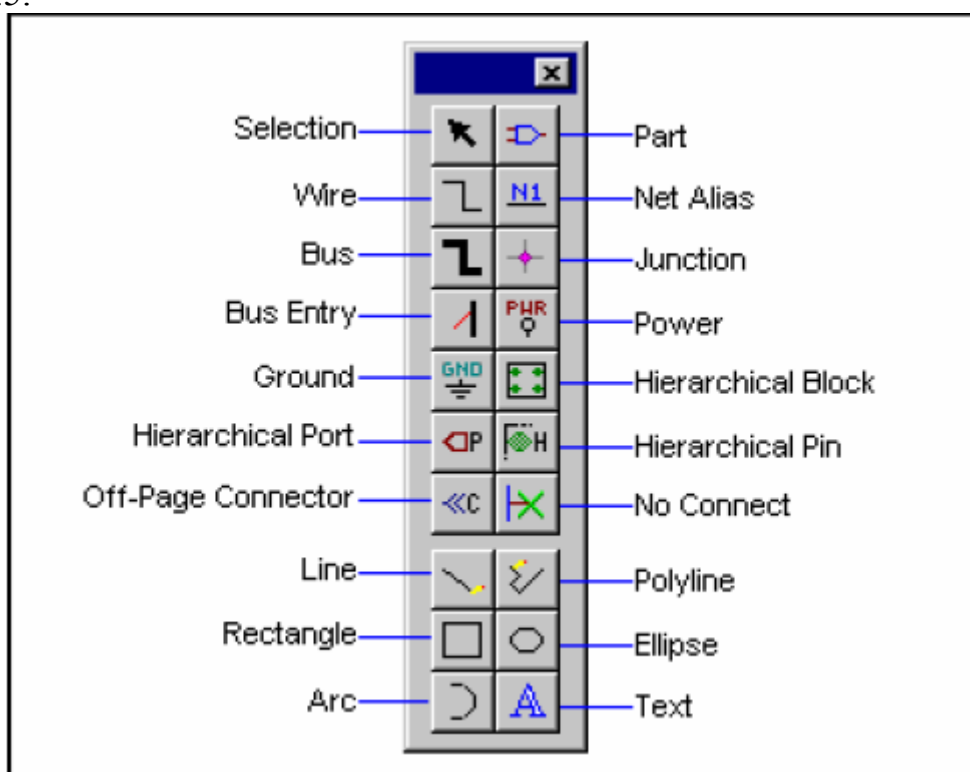 Selection Part
Wire N1 Net Alias
Bus Junction
Bus Entry PWR Power
Ground GND Hierarchical Block
Hierarchical Port P H Hierarchical Pin
Off-Page Connector C No Connect
Line Polyline
Rectangle Ellipse
Arc A Text